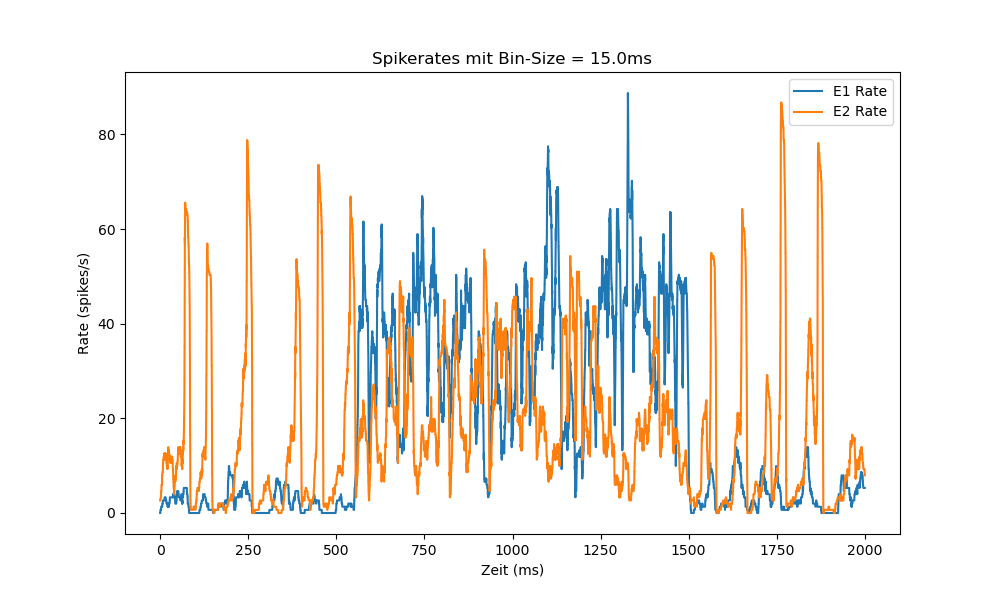 Spikerates mit Bin-Size = 15.0ms
E1 Rate
E2 Rate
Rate (spikes/s)
80
60
40
20
0
0 250 500 750 1000 1250 1500 1750 2000
Zeit (ms)